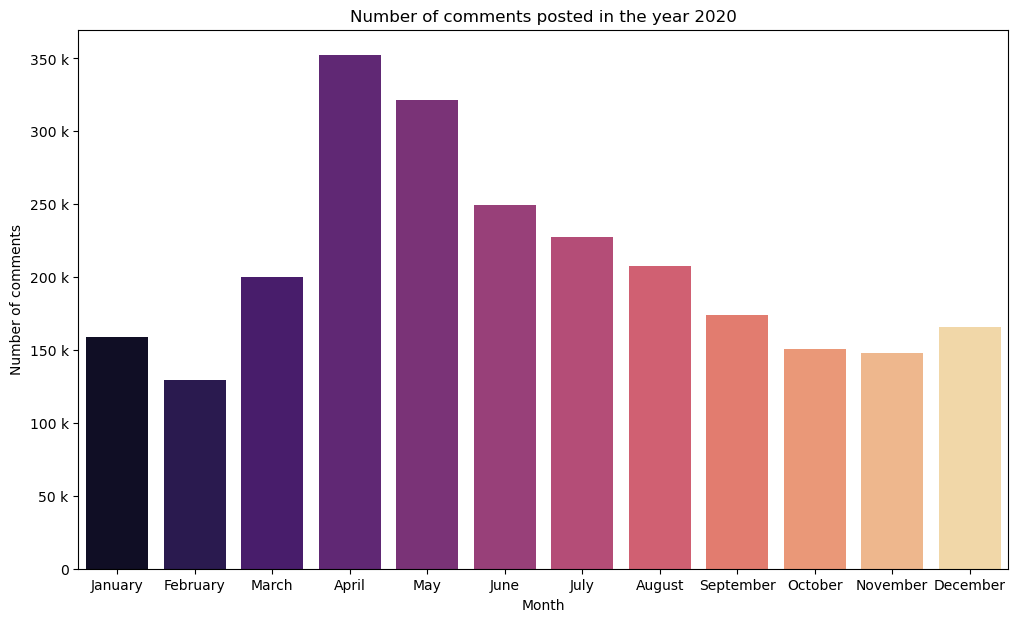 Number of comments posted in the year 2020
Number of comments
350 k
300 k
250 k
200 k
150 k
100 k
50 k
0
January February March April May June July August September October November December
Month